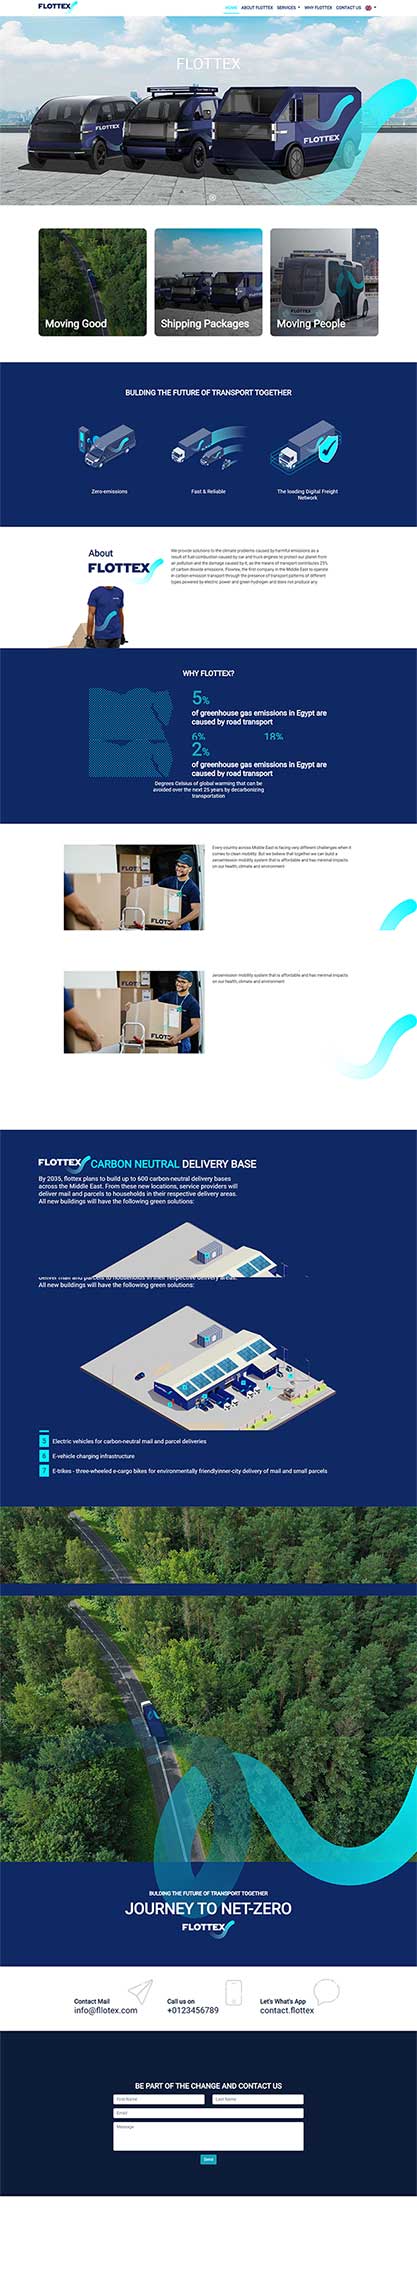 FLOTTEX
HOME ABOUT FLOTTEX SERVICES WHY FLOTTEX CONTACT US
FLOTTEX
FLOTTEX
FLOTTEX
Moving Good
Shipping Packages
Moving People
BULDING THE FUTURE OF TRANSPORT TOGETHER
Zero-emissions
Fast & Reliable
The loading Digital Freight
Network
About
FLOTTEX
We provide solutions to the climate problems caused by harmful emissions as a
result of fuel combustion caused by car and truck engines to protect our planet from
air pollution and the damage caused by it, as the means of transport contributes 25%
of carbon dioxide emissions. Flowtex, the first company in the Middle East to operate
in carbon emission transport through the presence of transport patterns of different
types powered by electric power and green hydrogen and does not produce any
WHY FLOTTEX?
5%
of greenhouse gas emissions in Egypt are
caused by road transport
6% 18%
2%
of greenhouse gas emissions in Egypt are
caused by road transport
Degrees Celsius of global warming that can be
avoided over the next 25 years by decarbonizing
transportation
Every country across Middle East is facing very different challenges when it
comes to clean mobility. But we believe that together we can build a
zeroemission mobility system that is affordable and has minimal impacts
on our health, climate and environment
zeroemission mobility system that is affordable and has minimal impacts
on our health, climate and environment
FLOTTEX CARBON NEUTRAL DELIVERY BASE
By 2035, flottex plans to build up to 600 carbon-neutral delivery bases
across the Middle East. From these new locations, service providers will
deliver mail and parcels to households in their respective delivery areas.
All new buildings will have the following green solutions:
deliver mail and parcels to households in their respective delivery areas.
All new buildings will have the following green solutions:
5 Electric vehicles for carbon-neutral mail and parcel deliveries
6 E-vehicle charging infrastructure
7 E-trikes - three-wheeled e-cargo bikes for environmentally friendlyinner-city delivery of mail and small parcels
BULDING THE FUTURE OF TRANSPORT TOGETHER
JOURNEY TO NET-ZERO
FLOTTEX
Contact Mail
info@fllotex.com
Call us on
+0123456789
Let's What's App
contact.flottex
BE PART OF THE CHANGE AND CONTACT US
First Name
Last Name
Email
Message
Send